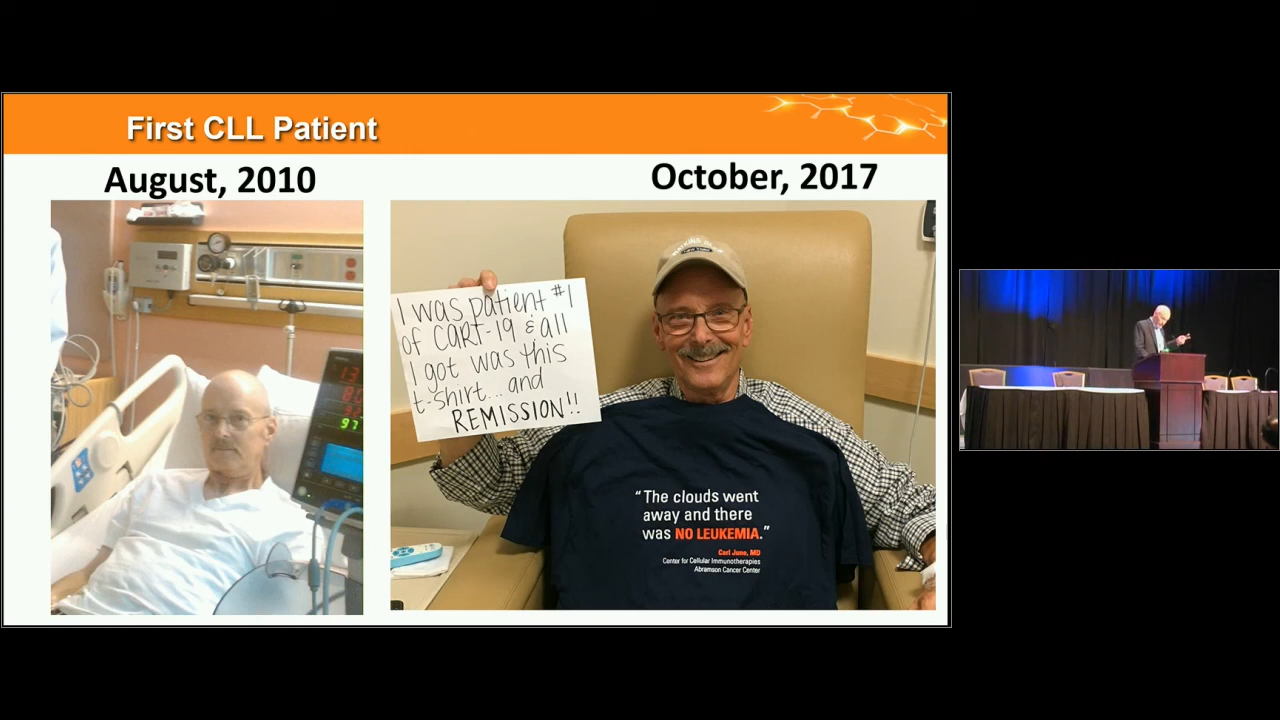 First CLL Patient
August, 2010
October, 2017
I was patient #1
of CART-19 & all
I got was this
t-shirt... and
REMISSION!!
"The clouds went
away and there
was NO LEUKEMIA."
Carl June, MD
Center for Cellular Immunotherapies
Abramson Cancer Center
97